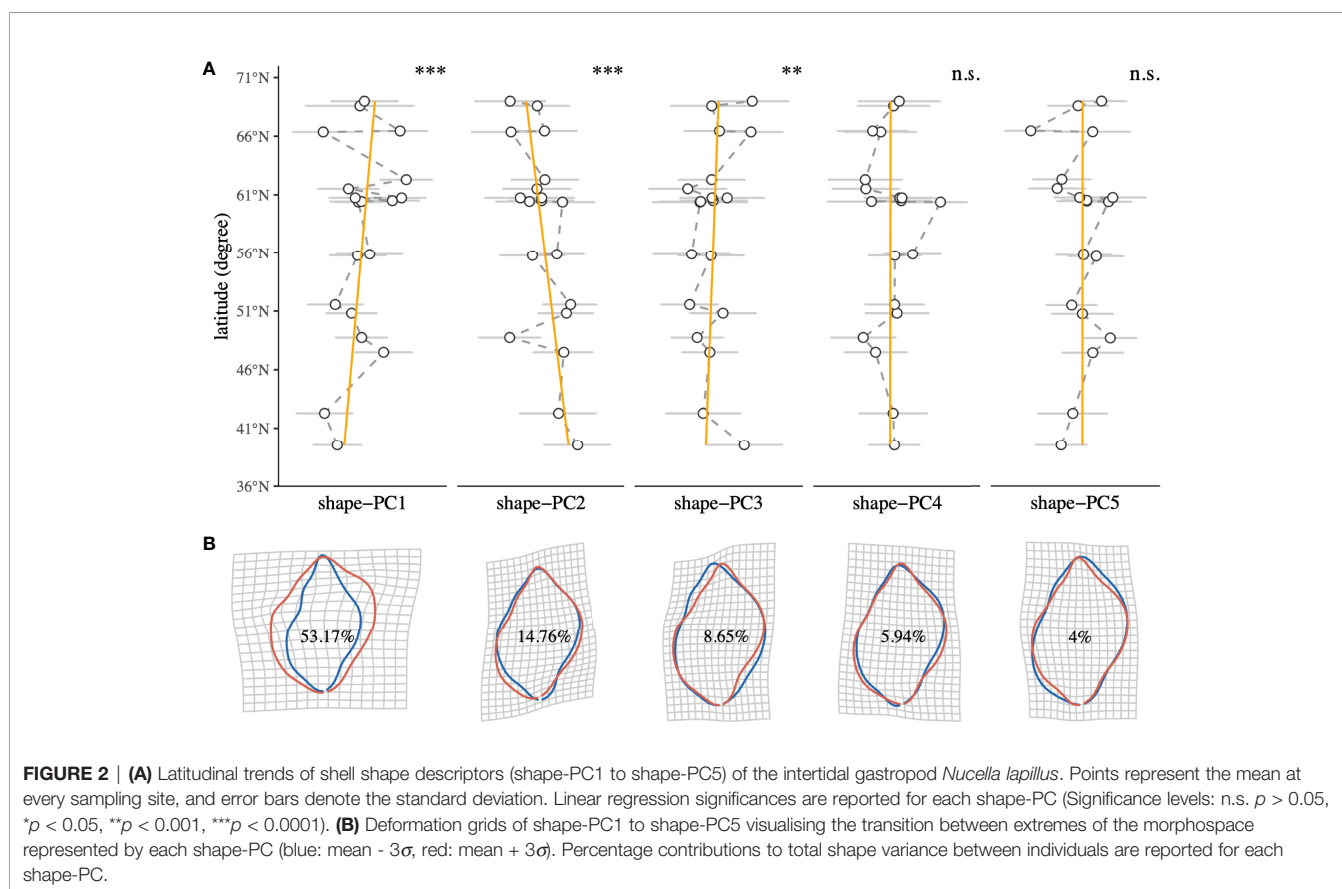 A
*** *** ** n.s. n.s.
71°N
66°N
61°N
56°N
51°N
46°N
41°N
36°N
latitude (degree)
shape−PC1 shape−PC2 shape−PC3 shape−PC4 shape−PC5
B
53.17% 14.76% 8.65% 5.94% 4%
FIGURE 2 | (A) Latitudinal trends of shell shape descriptors (shape-PC1 to shape-PC5) of the intertidal gastropod Nucella lapillus. Points represent the mean at
every sampling site, and error bars denote the standard deviation. Linear regression significances are reported for each shape-PC (Significance levels: n.s. p > 0.05,
*p < 0.05, **p < 0.001, ***p < 0.0001). (B) Deformation grids of shape-PC1 to shape-PC5 visualising the transition between extremes of the morphospace
represented by each shape-PC (blue: mean - 3σ, red: mean + 3σ). Percentage contributions to total shape variance between individuals are reported for each
shape-PC.